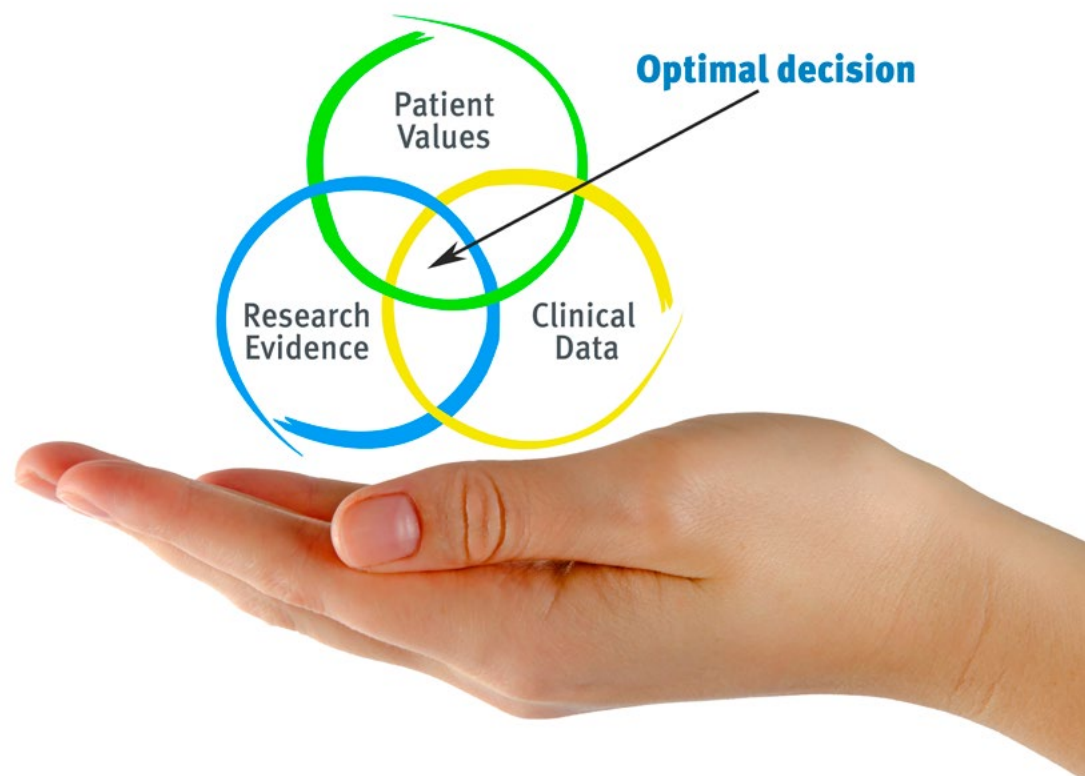 Optimal decision
Patient
Values
Research
Evidence
Clinical
Data